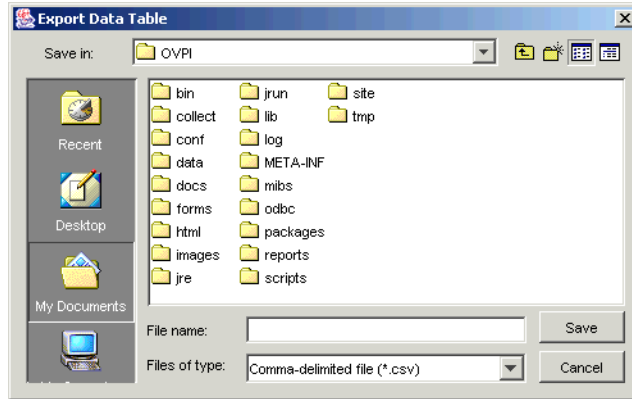 Export Data Table
Save in:
OVPI
Recent
Desktop
My Documents
bin
collect
conf
data
docs
forms
html
images
jre
jrun
lib
log
META-INF
mibs
odbc
packages
reports
scripts
site
tmp
File name:
Save
Files of type:
Comma-delimited file (*.csv)
Cancel